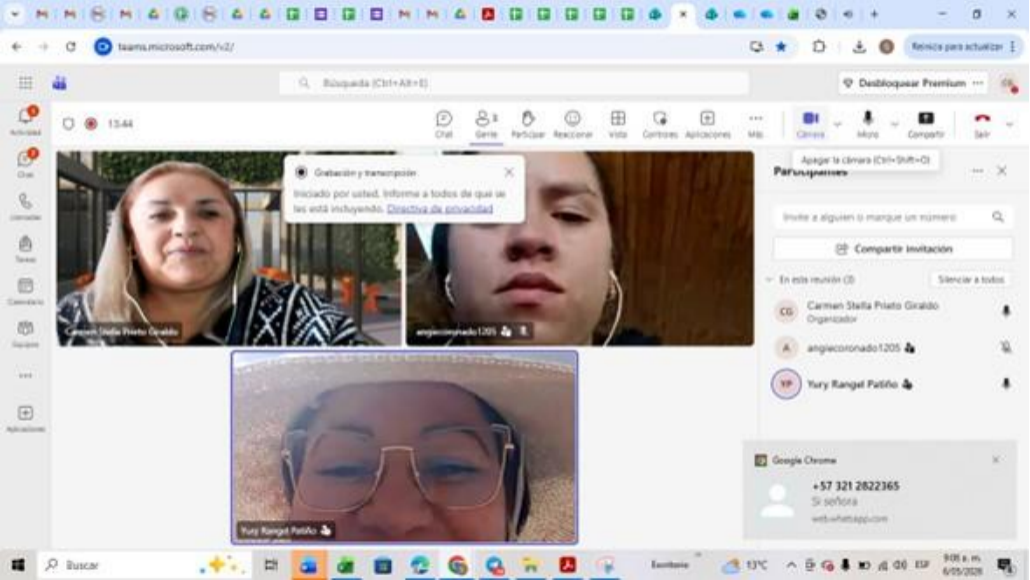 teams.microsoft.com/v2/
Reinicia para actualizar
Búsqueda (Ctrl+Alt+E)
Desbloquear Premium
13:44
Chat
Gente
3
Participar
Reaccionar
Vista
Controles
Aplicaciones
Más
Cámara
Micro
Compartir
Salir
Apagar la cámara (Ctrl+Shift+O)
Actividad
Chat
Llamadas
Tareas
Calendario
Equipos
Aplicaciones
Grabación y transcripción
Iniciado por usted. Informe a todos de que se
les está incluyendo. Directiva de privacidad
Carmen Stella Prieto Giraldo
angiecoronado1205
Yury Rangel Patiño
Participantes
Invite a alguien o marque un número
Compartir invitación
En esta reunión (3)
Silenciar a todos
CG
Carmen Stella Prieto Giraldo
Organizador
A
angiecoronado1205
YP
Yury Rangel Patiño
Google Chrome
+57 321 2822365
Si señora
web.whatsapp.com
Buscar
Escritorio
13°C
ESP
9:05 a. m.
6/05/2026